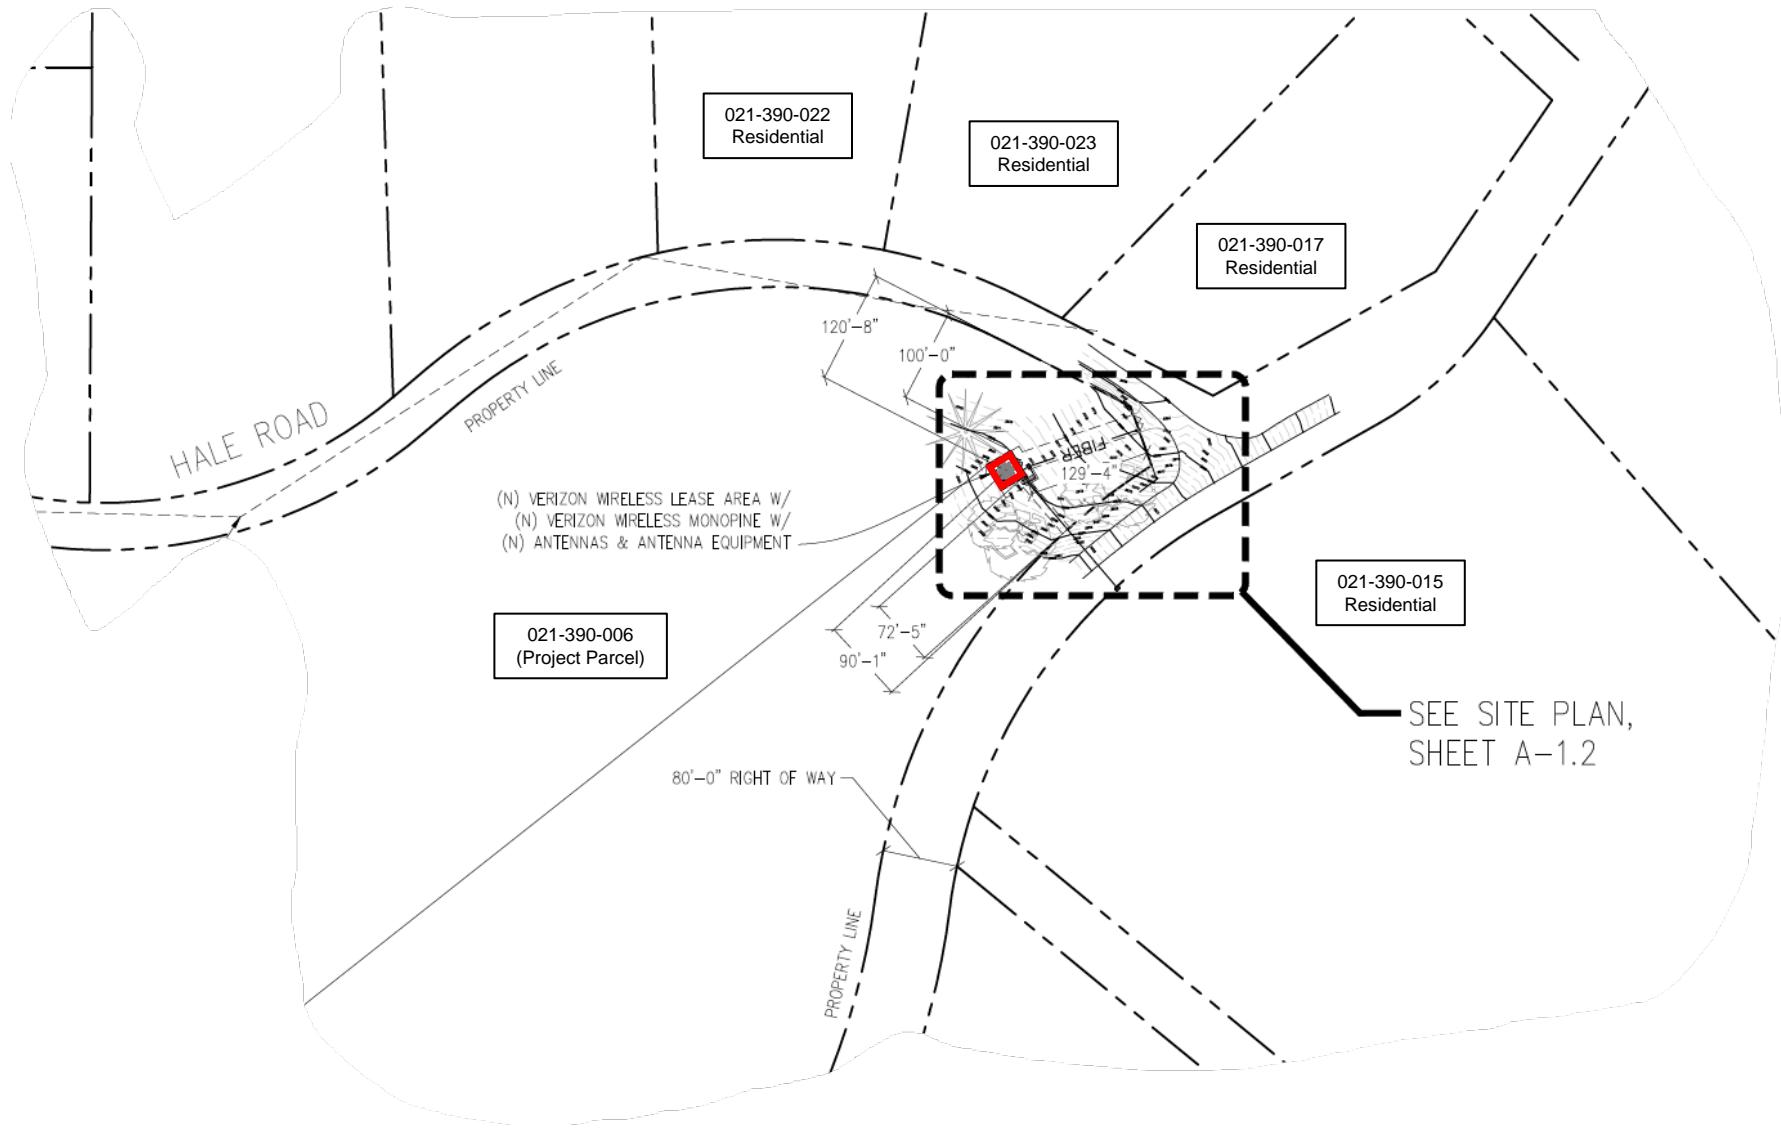 021-390-022
Residential
021-390-023
Residential
021-390-017
Residential
120'-8"
100'-0"
PROPERTY LINE
HALE ROAD
FIBER
129'-4"
(N) VERIZON WIRELESS LEASE AREA W/
(N) VERIZON WIRELESS MONOPINE W/
(N) ANTENNAS & ANTENNA EQUIPMENT
021-390-015
Residential
021-390-006
(Project Parcel)
72'-5"
90'-1"
SEE SITE PLAN,
SHEET A-1.2
80'-0" RIGHT OF WAY
PROPERTY LINE